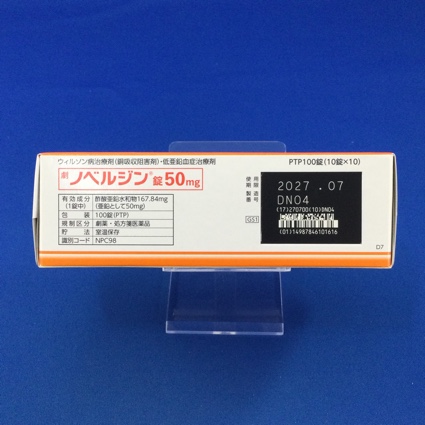 ウィルソン病治療剤(銅吸収阻害剤)・低亜鉛血症治療剤
PTP100錠(10錠×10)
劇 ノベルジン®錠50mg
有効成分 (1錠中) 酢酸亜鉛水和物167.84mg (亜鉛として50mg)
包装 100錠(PTP)
規制区分 劇薬・処方箋医薬品
貯法 室温保存
識別コード NPC98
使用期限 2027.07
製造番号 DN04
GS1
(17)270700(10)DN04
(01)14987846101616
D7